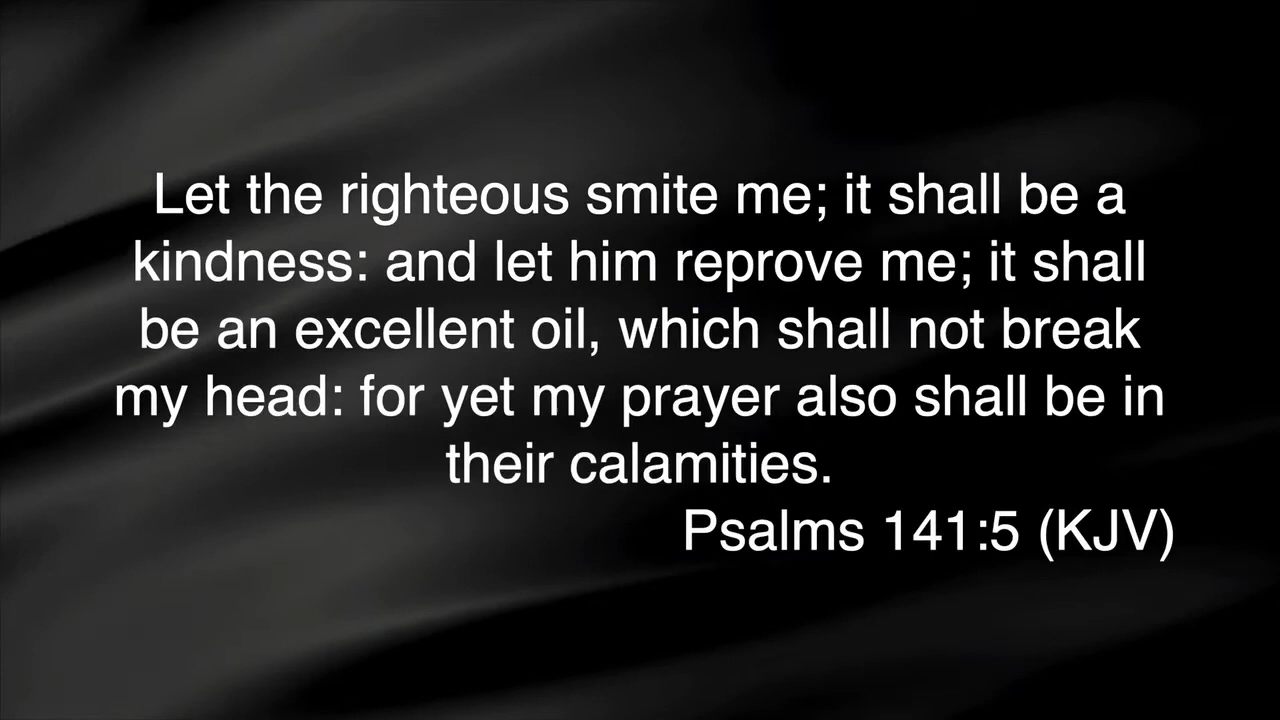 Let the righteous smite me; it shall be a
kindness: and let him reprove me; it shall
be an excellent oil, which shall not break
my head: for yet my prayer also shall be in
their calamities.
Psalms 141:5 (KJV)